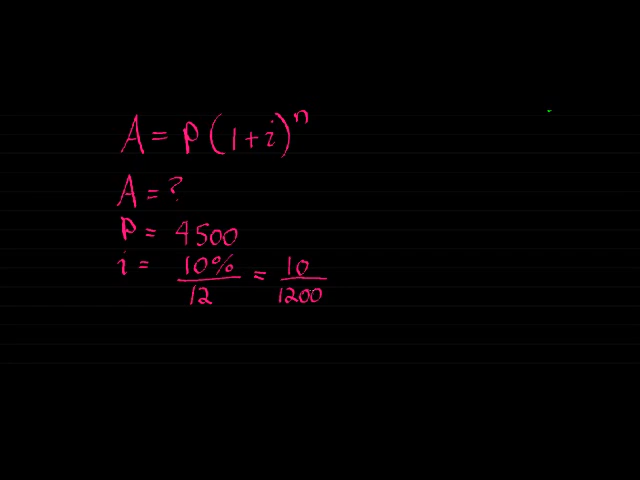 A = P(1+i)^n
A = ?
P = 4500
i = 10%/12 = 10/1200